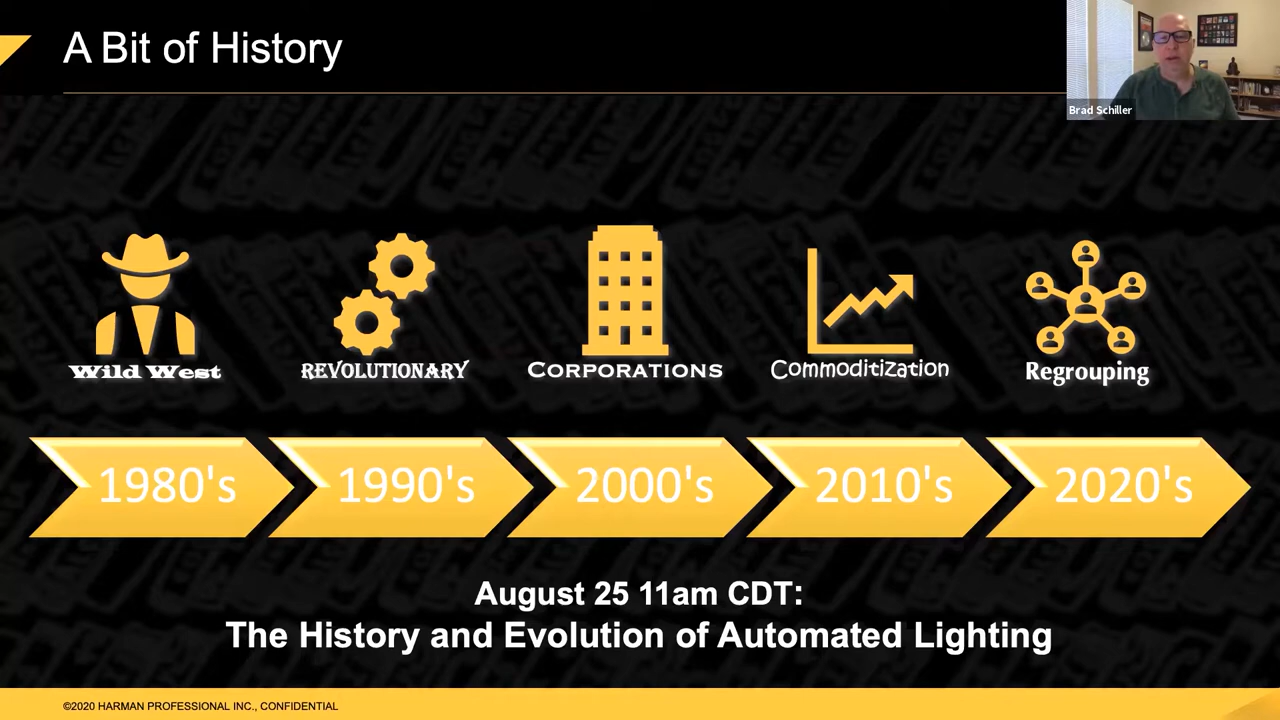 A Bit of History
Brad Schiller
Wild West
REVOLUTIONARY
CORPORATIONS
Commoditization
Regrouping
1980's
1990's
2000's
2010's
2020's
August 25 11am CDT:
The History and Evolution of Automated Lighting
©2020 HARMAN PROFESSIONAL INC., CONFIDENTIAL